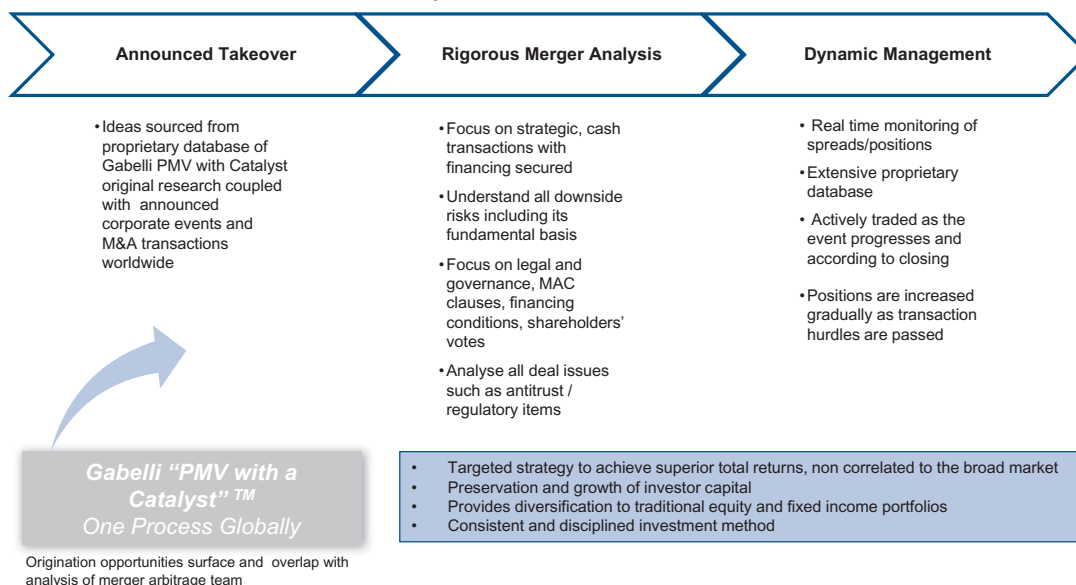 Announced Takeover
Rigorous Merger Analysis
Dynamic Management
•Ideas sourced from
proprietary database of
Gabelli PMV with Catalyst
original research coupled
with announced
corporate events and
M&A transactions
worldwide
•Focus on strategic, cash
transactions with
financing secured
•Understand all downside
risks including its
fundamental basis
•Focus on legal and
governance, MAC
clauses, financing
conditions, shareholders’
votes
•Analyse all deal issues
such as antitrust /
regulatory items
• Real time monitoring of
spreads/positions
•Extensive proprietary
database
• Actively traded as the
event progresses and
according to closing
•Positions are increased
gradually as transaction
hurdles are passed
Gabelli “PMV with a
Catalyst” ™
One Process Globally
Origination opportunities surface and overlap with
analysis of merger arbitrage team
• Targeted strategy to achieve superior total returns, non correlated to the broad market
• Preservation and growth of investor capital
• Provides diversification to traditional equity and fixed income portfolios
• Consistent and disciplined investment method